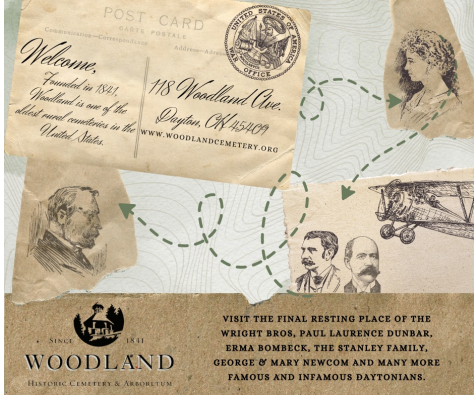 POST CARD
CARTA POSTALE
Communication—Correspondence
UNITED STATES OF AMERICA
WAR OFFICE
Welcome,
Founded in 1841,
Woodland is one of the
oldest rural cemeteries in the
United States.
118 Woodland Ave.
Dayton, OH 45409
WWW.WOODLANDCEMETERY.ORG
SINCE 1841
WOODLAND
HISTORIC CEMETERY & ARBORETUM
VISIT THE FINAL RESTING PLACE OF THE
WRIGHT BROS, PAUL LAURENCE DUNBAR,
ERMA BOMBECK, THE STANLEY FAMILY,
GEORGE & MARY NEWCOM AND MANY MORE
FAMOUS AND INFAMOUS DAYTONIANS.